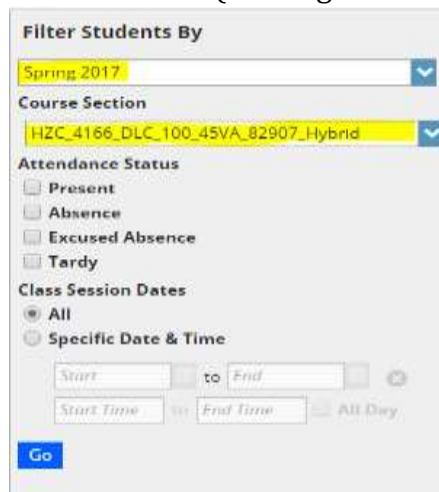 Filter Students By
Spring 2017
Course Section
HZC_4166_DLC_100_45VA_82907_Hybrid
Attendance Status
Present
Absence
Excused Absence
Tardy
Class Session Dates
All
Specific Date & Time
Start to End
Start Time to End Time All Day
Go